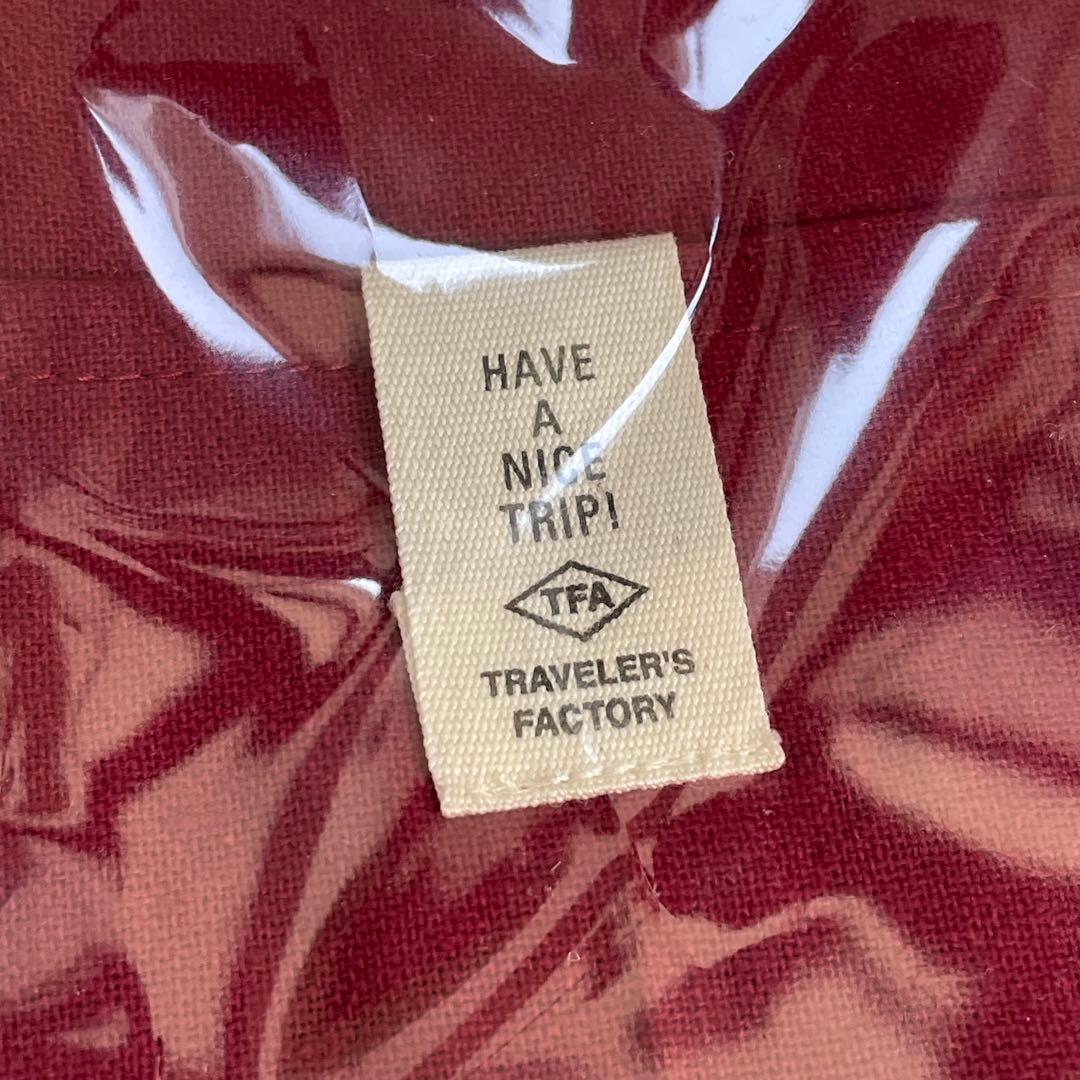 HAVE
A
NICE
TRIP!
TFA
TRAVELER'S
FACTORY